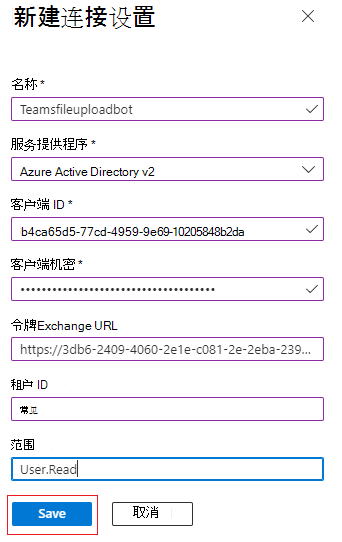 新建连接设置
名称 *
Teamsfileuploadbot
服务提供程序 *
Azure Active Directory v2
客户端 ID *
b4ca65d5-77cd-4959-9e69-10205848b2da
客户端机密 *
••••••••••••••••••••••••••••••••••••
令牌Exchange URL
https://3db6-2409-4060-2e1e-c081-2e-2eba-239...
租户 ID
常见
范围
User.Read
Save
取消